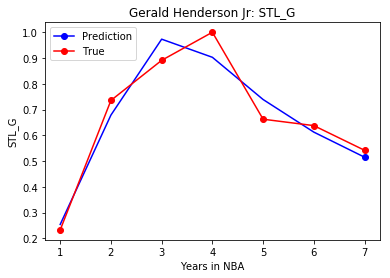 Gerald Henderson Jr: STL_G
Prediction
True
1.0
0.9
0.8
0.7
0.6
0.5
0.4
0.3
0.2
STL_G
1 2 3 4 5 6 7
Years in NBA